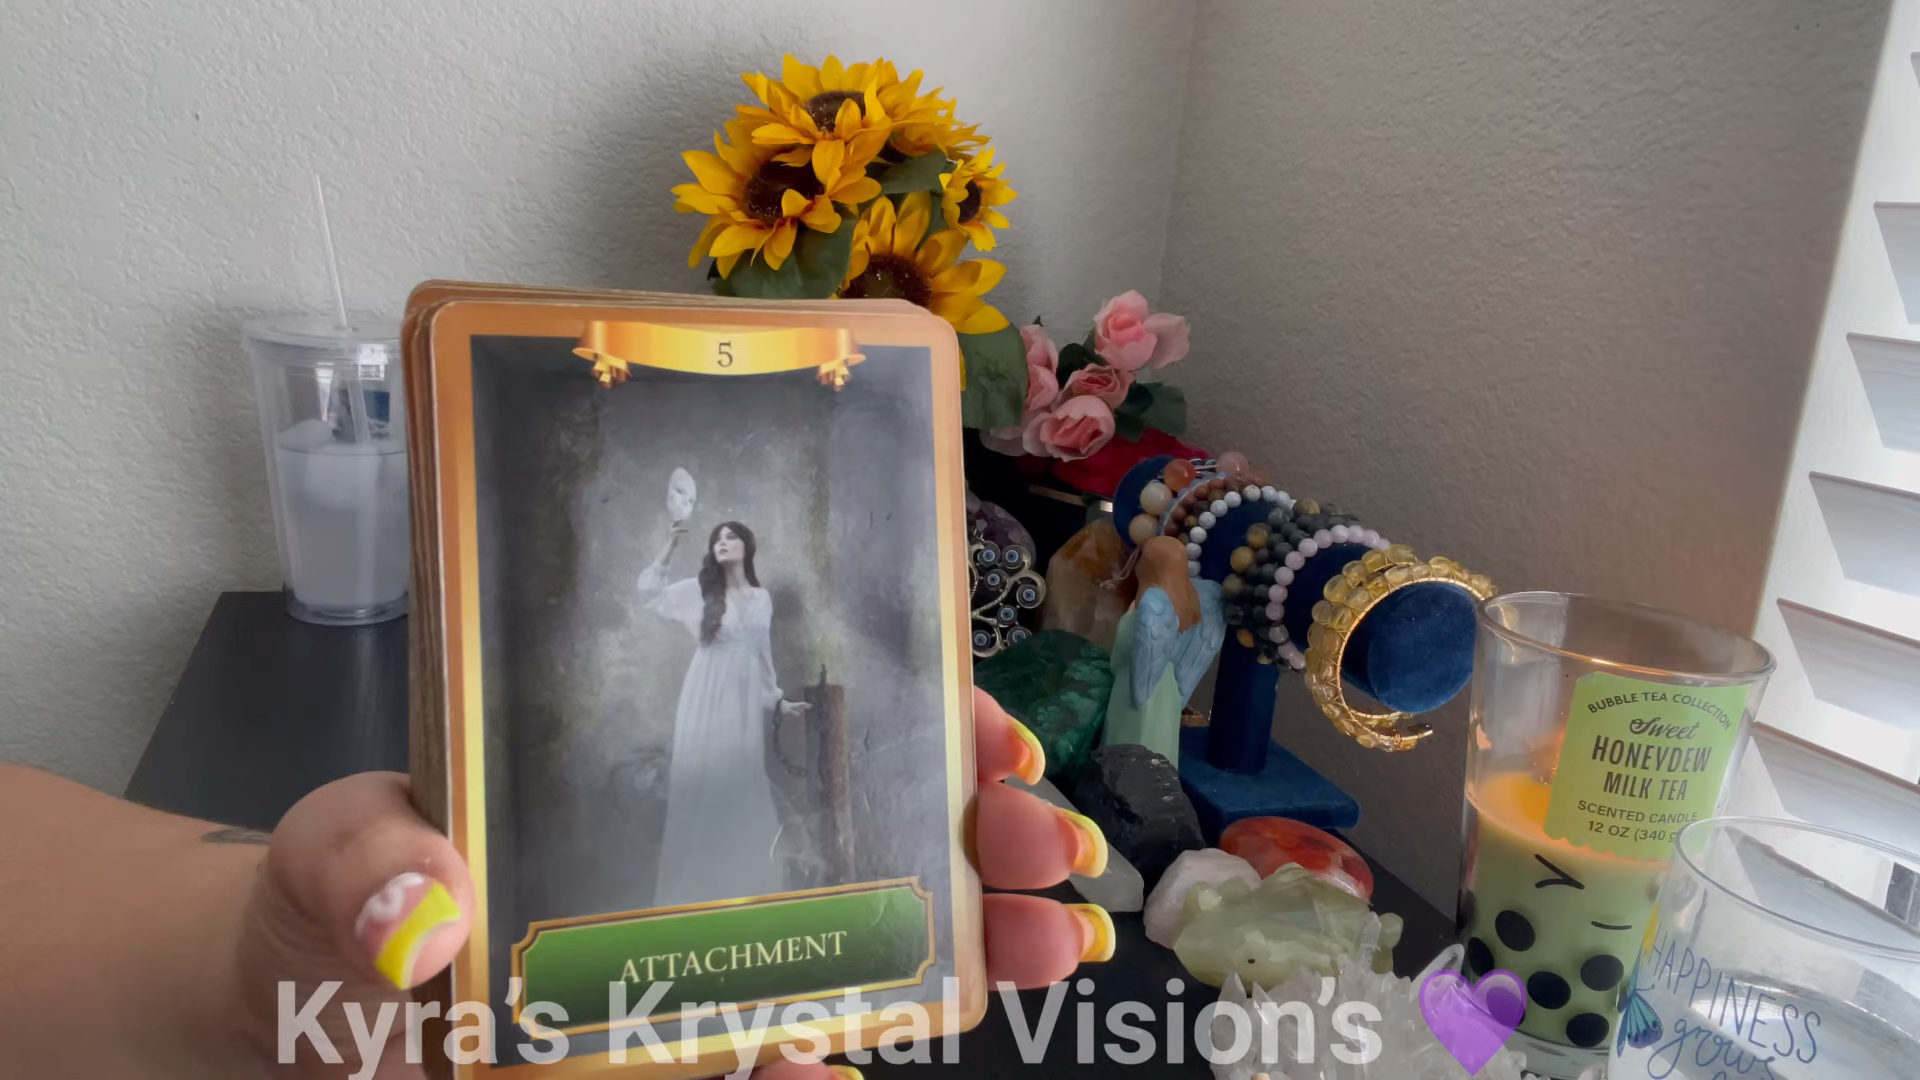 5
ATTACHMENT
BUBBLE TEA COLLECTION
Sweet
HONEYDEW
MILK TEA
SCENTED CANDLE
12 OZ (340 g
HAPPINESS
grows
Kyra's Krystal Vision's 💜